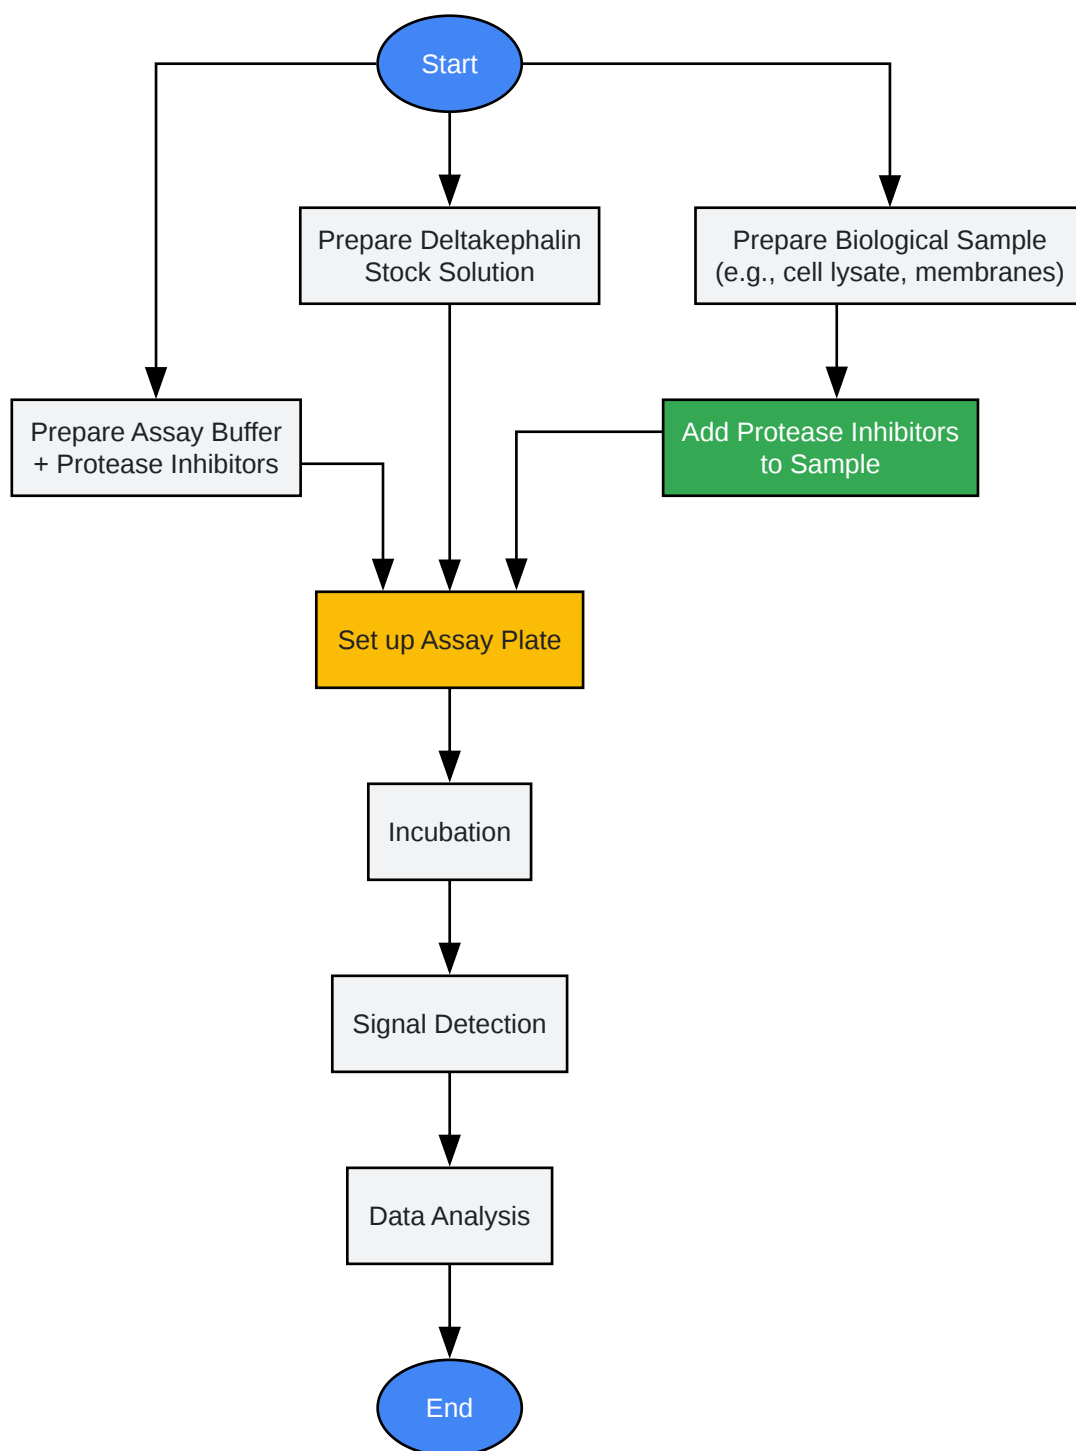 Start
Prepare Deltakephalin
Stock Solution
Prepare Biological Sample
(e.g., cell lysate, membranes)
Prepare Assay Buffer
+ Protease Inhibitors
Add Protease Inhibitors
to Sample
Set up Assay Plate
Incubation
Signal Detection
Data Analysis
End